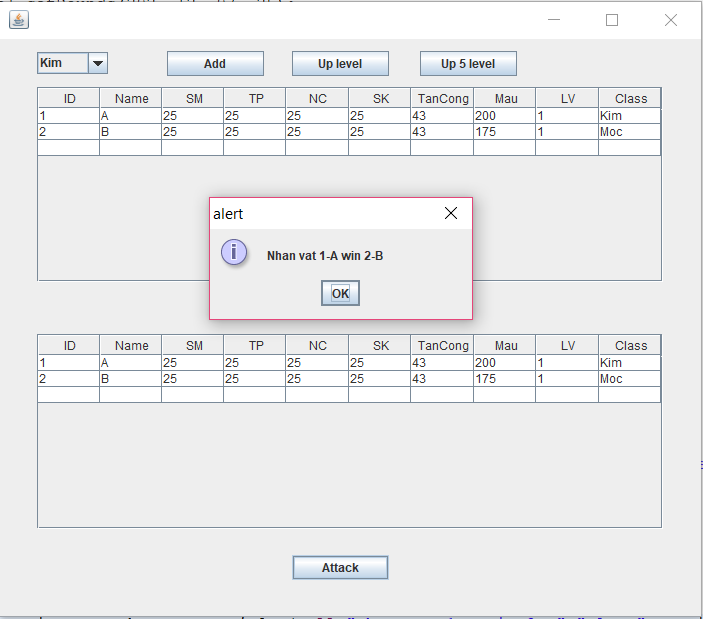 Kim Add Up level Up 5 level
ID Name SM TP NC SK TanCong Mau LV Class
1 A 25 25 25 25 43 200 1 Kim
2 B 25 25 25 25 43 175 1 Moc
alert
Nhan vat 1-A win 2-B
OK
ID Name SM TP NC SK TanCong Mau LV Class
1 A 25 25 25 25 43 200 1 Kim
2 B 25 25 25 25 43 175 1 Moc
Attack